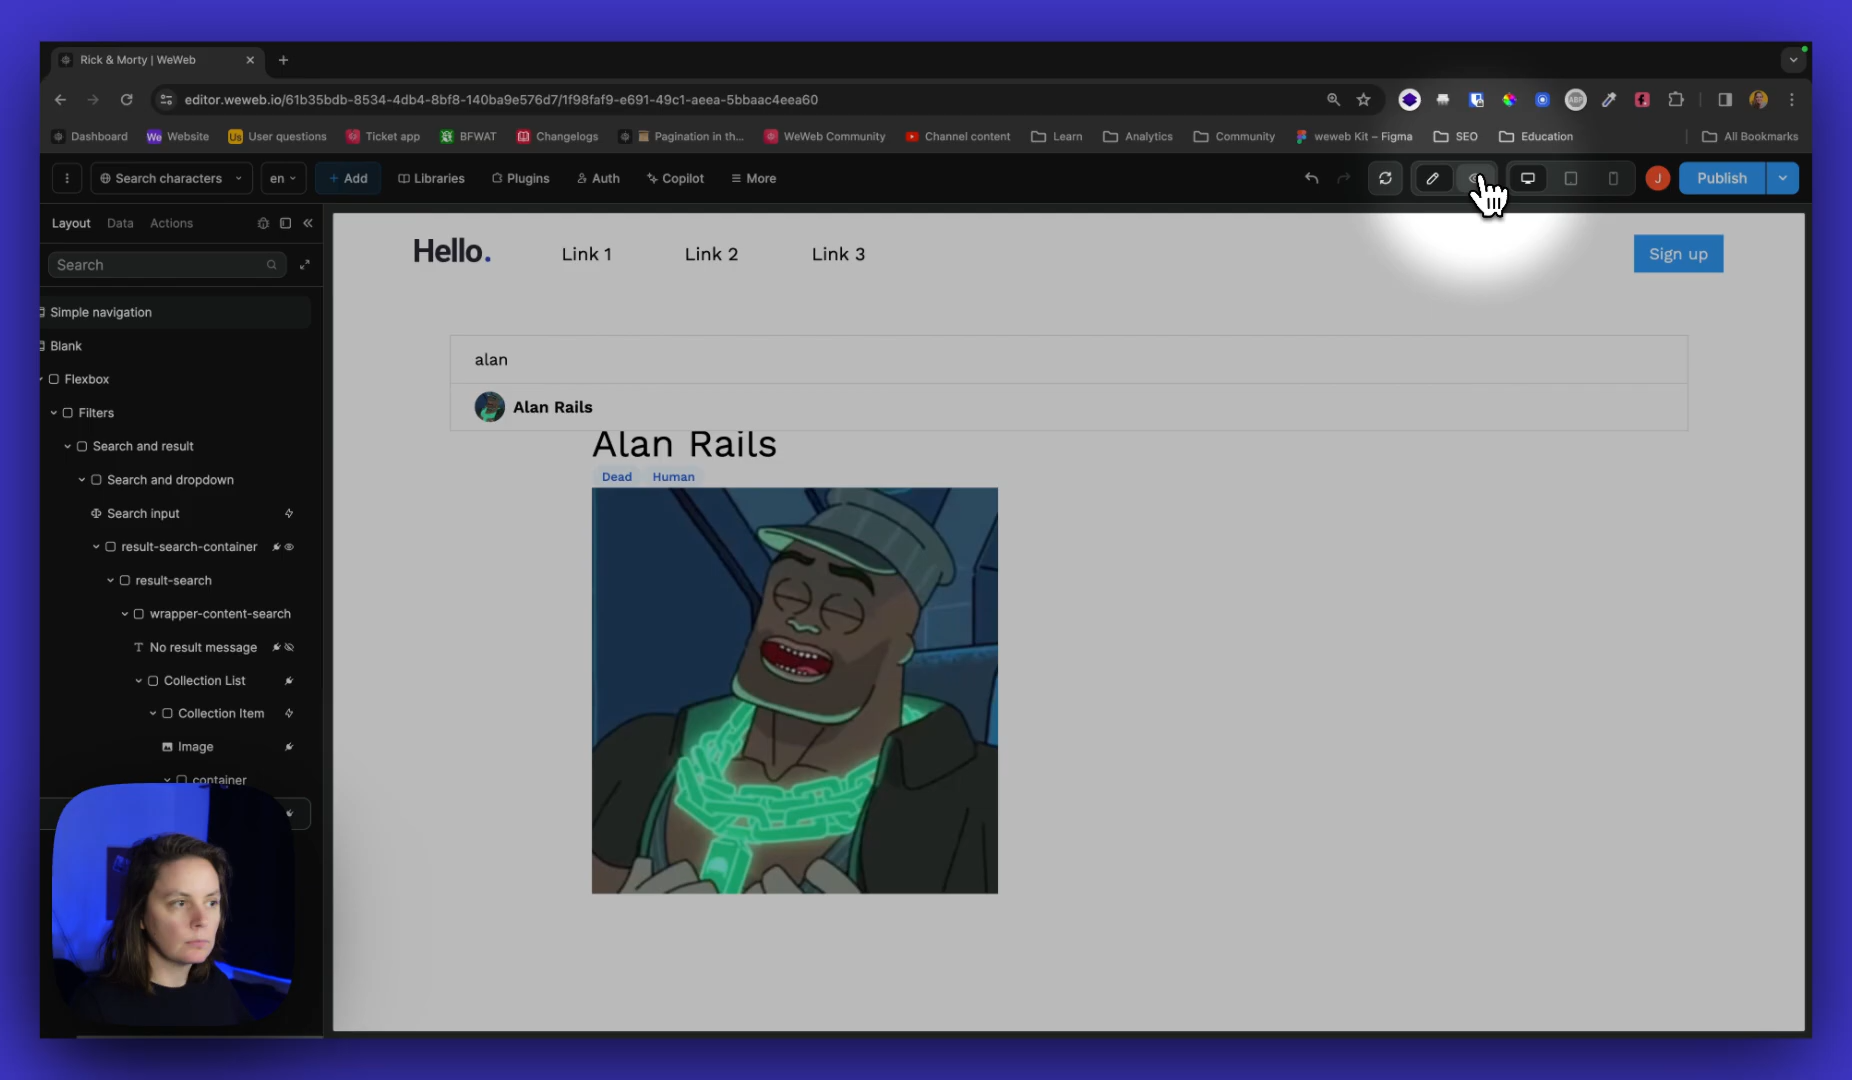 Rick & Morty | WeWeb
editor.weweb.io/61b35bdb-8534-4db4-8bf8-140ba9e576d7/1f98faf9-e691-49c1-aeea-5bbaac4eea60
ABP
Dashboard We Website Us User questions Ticket app BFWAT Changelogs Pagination in th... WeWeb Community Channel content Learn Analytics Community weweb Kit – Figma SEO Education All Bookmarks
Search characters en + Add Libraries Plugins Auth Copilot More J Publish
Layout Data Actions
Search
Simple navigation
Blank
Flexbox
Filters
Search and result
Search and dropdown
Search input
result-search-container
result-search
wrapper-content-search
T No result message
Collection List
Collection Item
Image
container
Hello. Link 1 Link 2 Link 3 Sign up
alan
Alan Rails
Alan Rails
Dead Human